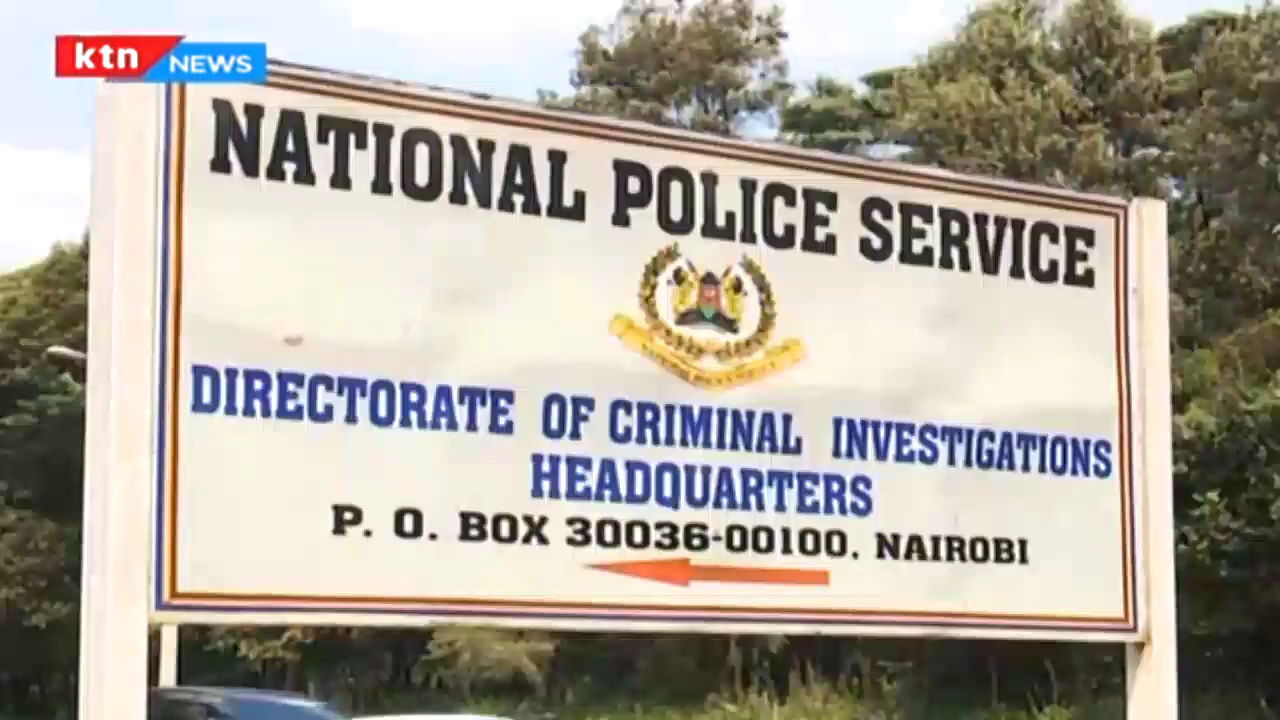 ktn NEWS
NATIONAL POLICE SERVICE
DIRECTORATE OF CRIMINAL INVESTIGATIONS
HEADQUARTERS
P. O. BOX 30036-00100, NAIROBI